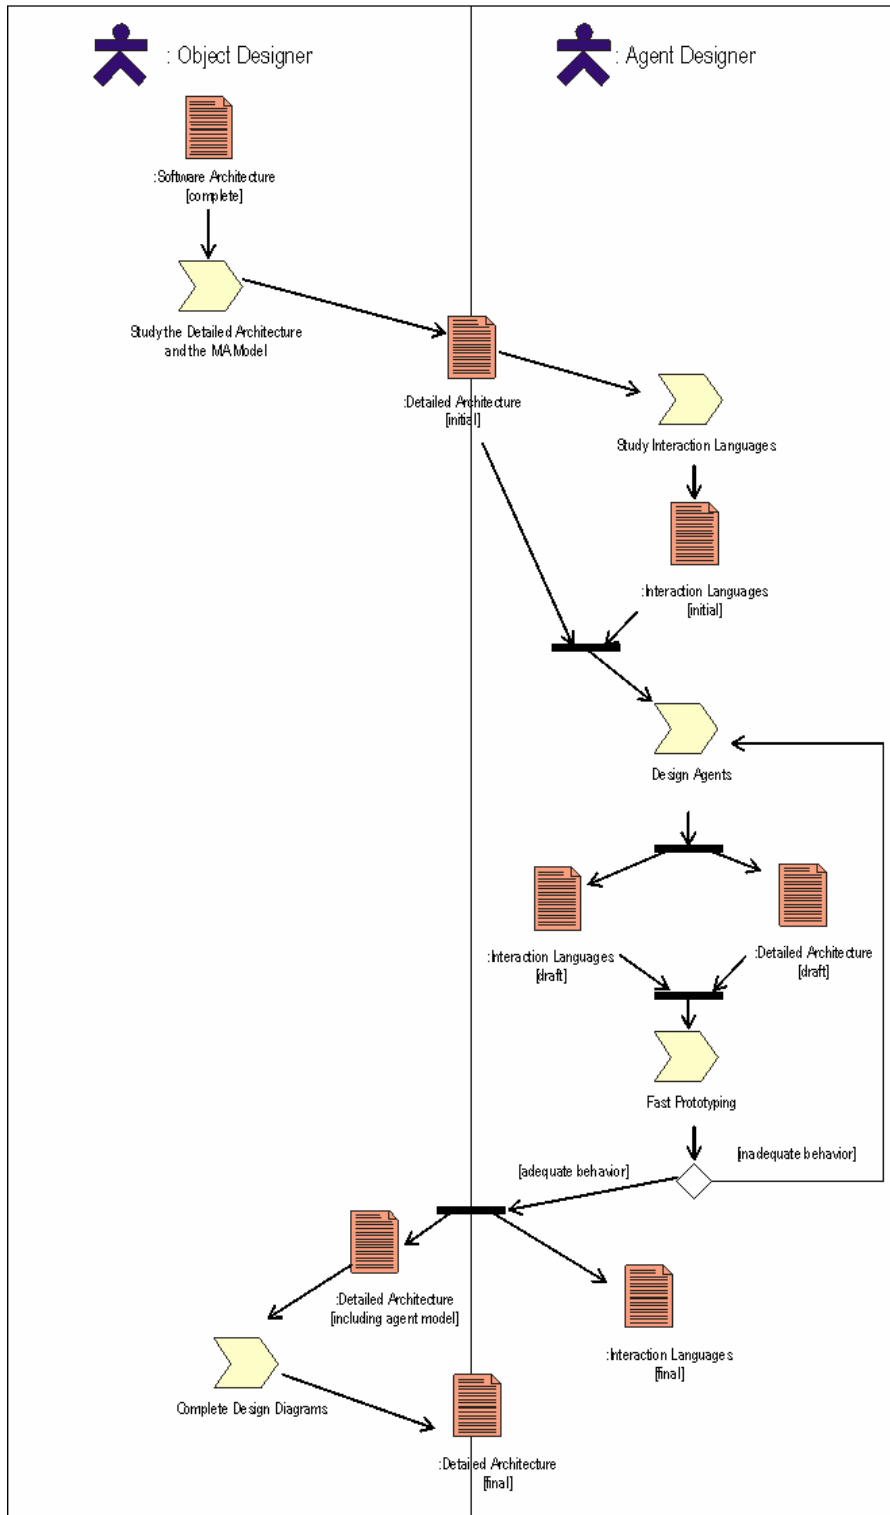 : Object Designer
: Agent Designer
:Software Architecture
[complete]
Study the Detailed Architecture
and the MAModel
:Detailed Architecture
[initial]
Study Interaction Languages
:Interaction Languages
[initial]
Design Agents
:Interaction Languages
[draft]
:Detailed Architecture
[draft]
Fast Prototyping
[adequate behavior]
[inadequate behavior]
:Detailed Architecture
[including agent model]
:Interaction Languages
[final]
Complete Design Diagrams
:Detailed Architecture
[final]